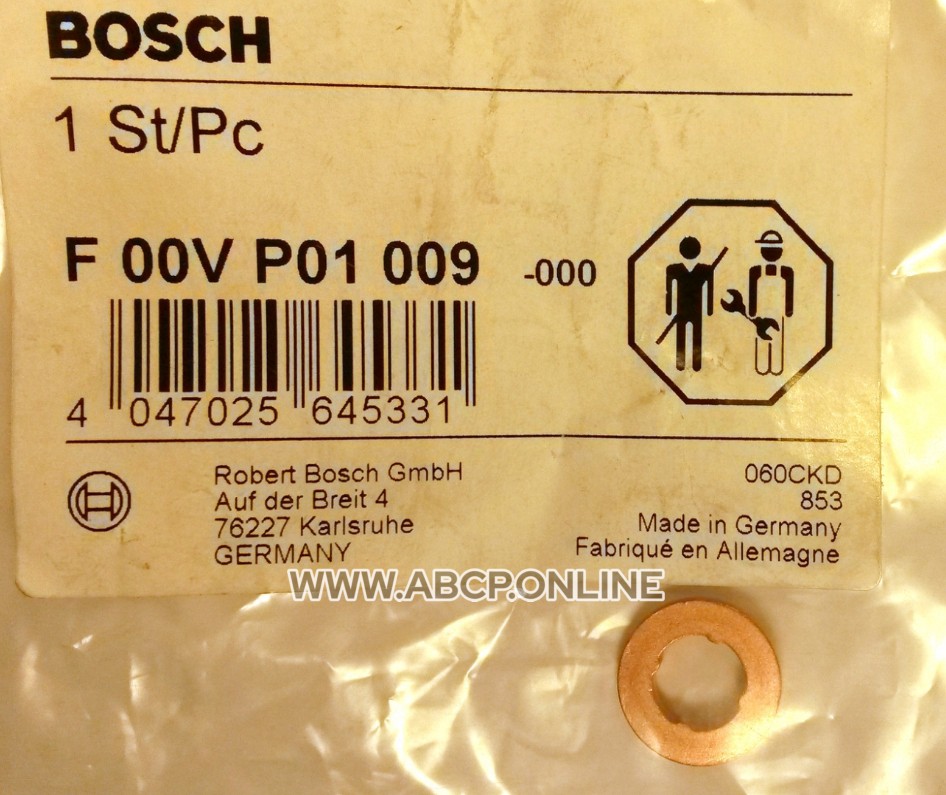 BOSCH
1 St/Pc
F 00V P01 009 -000
4 047025 645331
Robert Bosch GmbH
Auf der Breit 4
76227 Karlsruhe
GERMANY
060CKD
853
Made in Germany
Fabriqué en Allemagne
WWW.ABCP.ONLINE